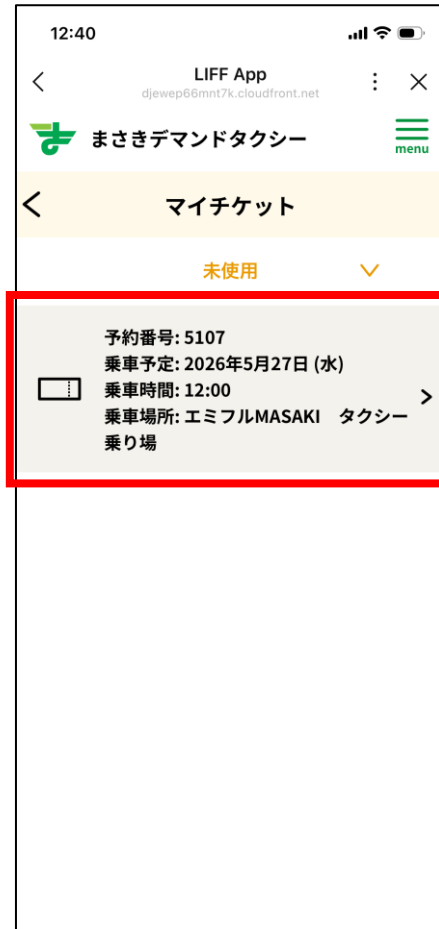 12:40
LIFF App
djewep66mnt7k.cloudfront.net
まさきデマンドタクシー
menu
マイチケット
未使用
予約番号: 5107
乗車予定: 2026年5月27日 (水)
乗車時間: 12:00
乗車場所: エミフルMASAKI　タクシー
乗り場